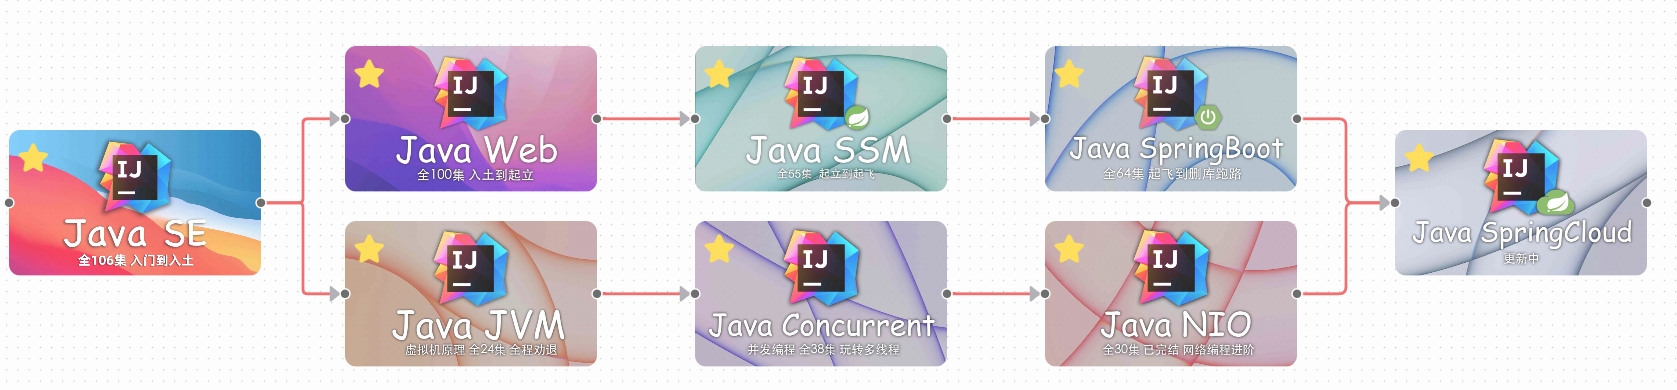 IJ
Java SE
全106集 入门到入土
IJ
Java Web
全100集 入土到起立
IJ
Java SSM
全55集 起立到起飞
IJ
Java SpringBoot
全64集 起飞到删库跑路
IJ
Java JVM
虚拟机原理 全24集 全程劝退
IJ
Java Concurrent
并发编程 全38集 玩转多线程
IJ
Java NIO
全30集 已完结 网络编程进阶
IJ
Java SpringCloud
更新中